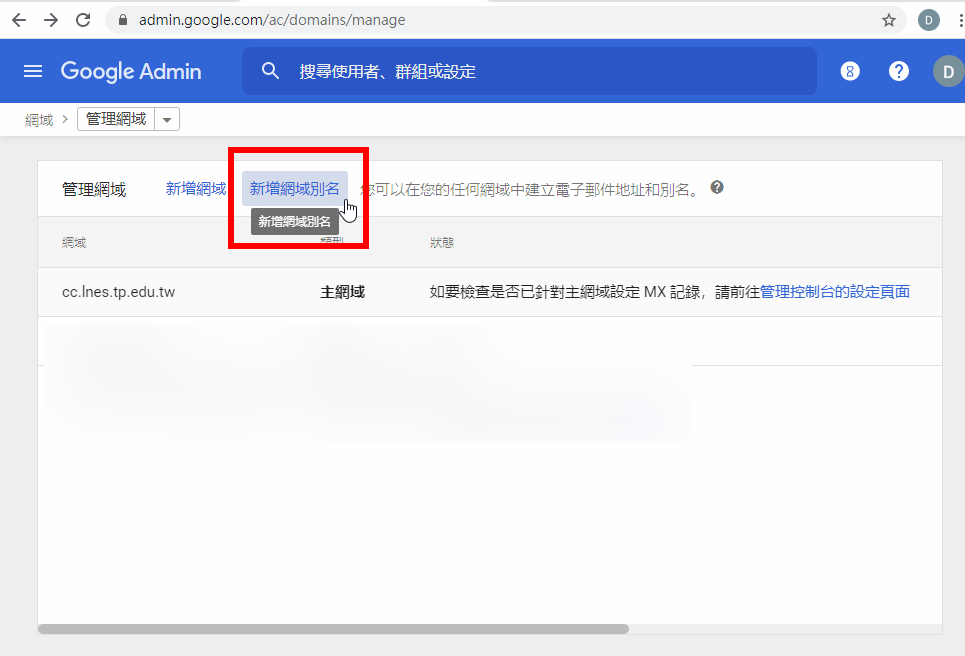 admin.google.com/ac/domains/manage
D
Google Admin
搜尋使用者、群組或設定
D
網域
管理網域
管理網域
新增網域
新增網域別名
您可以在您的任何網域中建立電子郵件地址和別名。
新增網域別名
網域
類型
狀態
cc.lnes.tp.edu.tw
主網域
如要檢查是否已針對主網域設定 MX 記錄，請前往管理控制台的設定頁面